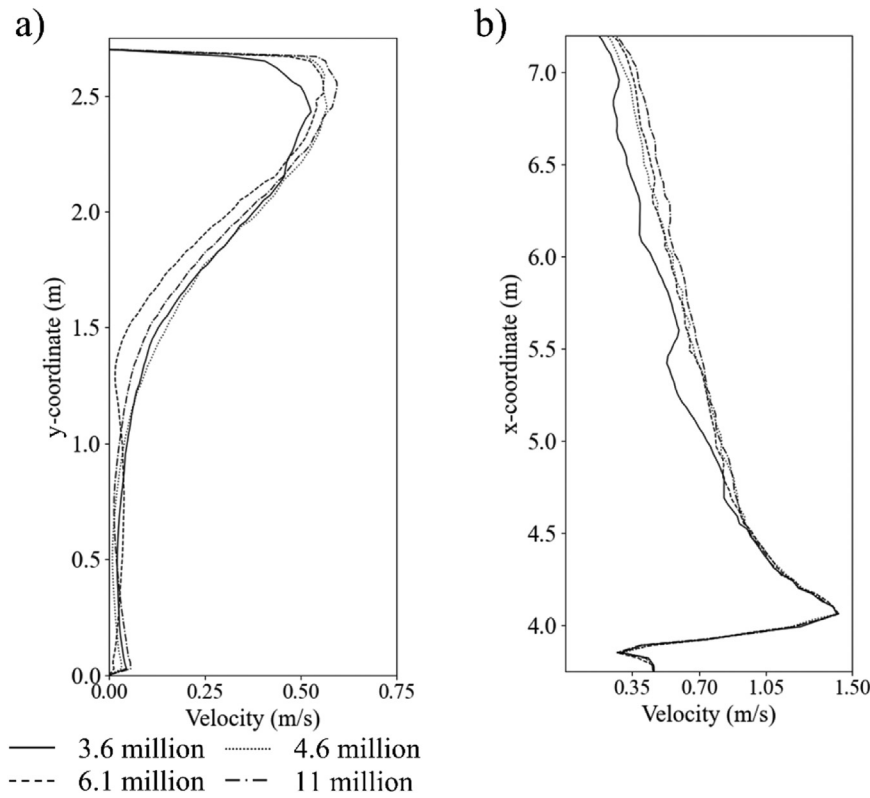 a)
2.5
2.0
1.5
1.0
0.5
0.0
y-coordinate (m)
0.00 0.25 0.50 0.75
Velocity (m/s)
b)
7.0
6.5
6.0
5.5
5.0
4.5
4.0
x-coordinate (m)
0.35 0.70 1.05 1.50
Velocity (m/s)
3.6 million 4.6 million
6.1 million 11 million